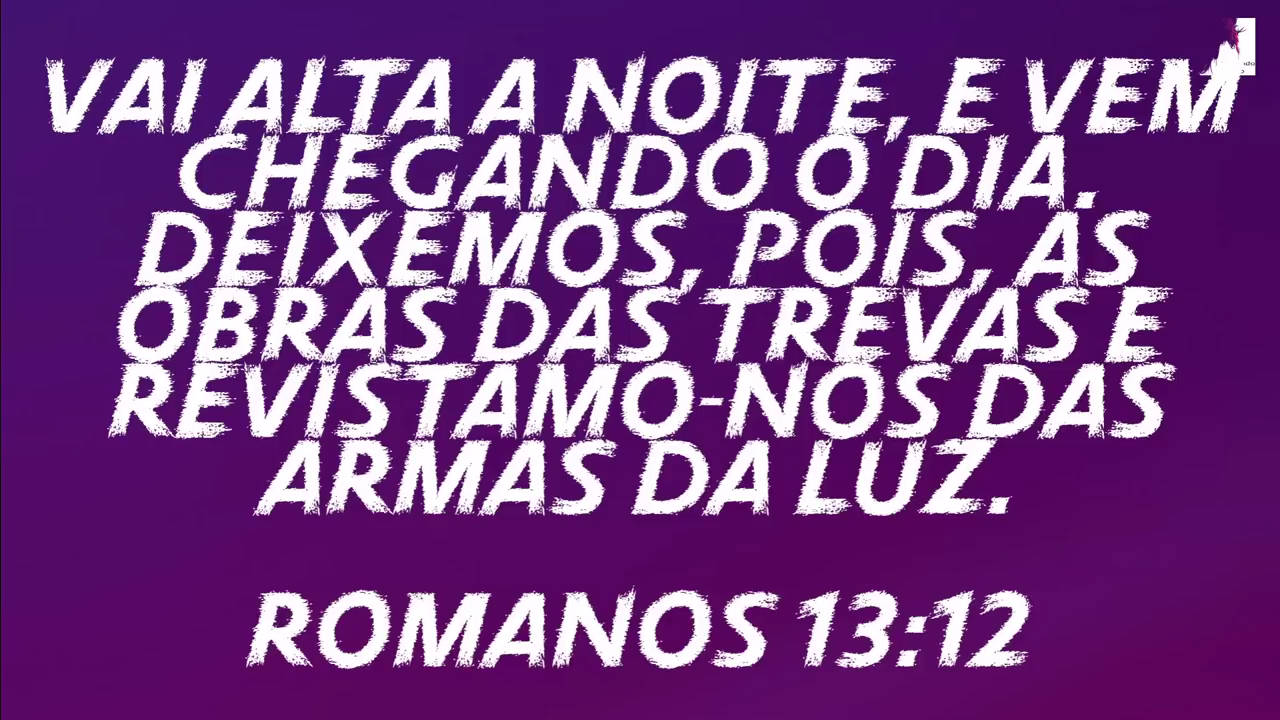 VAI ALTA A NOITE, E VEM
CHEGANDO O DIA.
DEIXEMOS, POIS, AS
OBRAS DAS TREVAS E
REVISTAMO-NOS DAS
ARMAS DA LUZ.
ROMANOS 13:12